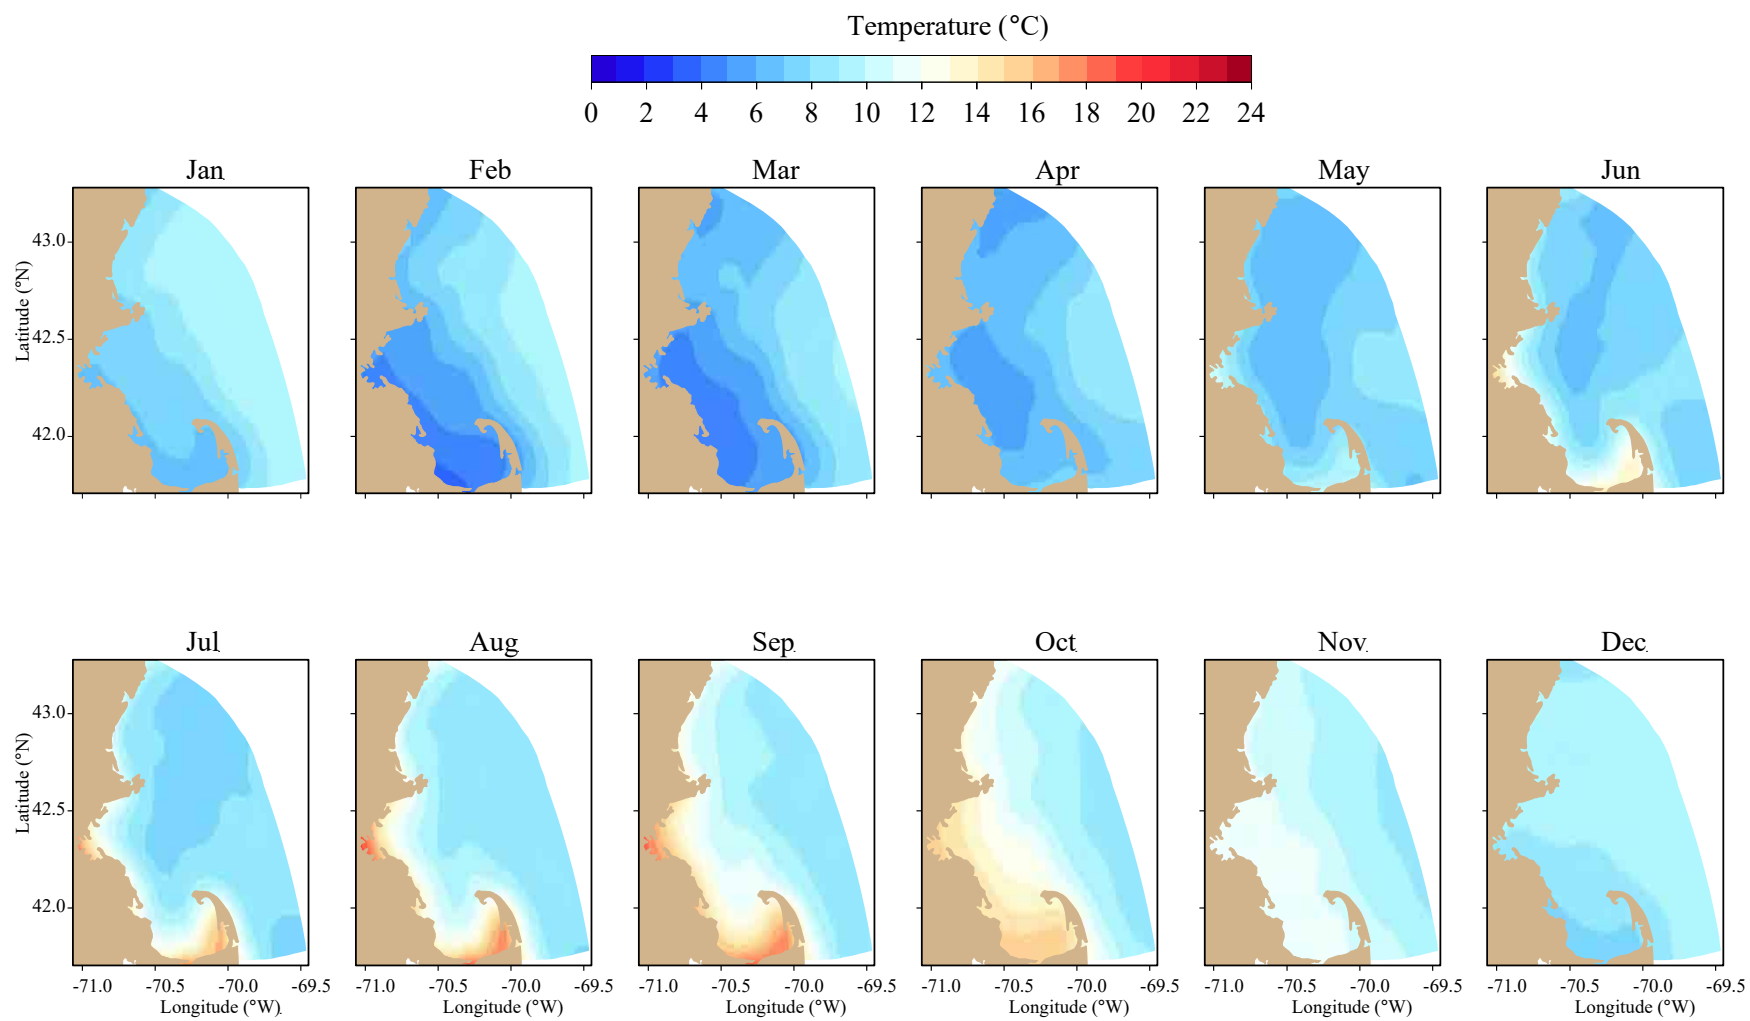 Temperature (°C)
0 2 4 6 8 10 12 14 16 18 20 22 24
Jan Feb Mar Apr May Jun
43.0
42.5
42.0
Latitude (°N)
Jul Aug Sep Oct Nov Dec
43.0
42.5
42.0
Latitude (°N)
-71.0 -70.5 -70.0 -69.5 -71.0 -70.5 -70.0 -69.5 -71.0 -70.5 -70.0 -69.5 -71.0 -70.5 -70.0 -69.5 -71.0 -70.5 -70.0 -69.5 -71.0 -70.5 -70.0 -69.5
Longitude (°W) Longitude (°W) Longitude (°W) Longitude (°W) Longitude (°W) Longitude (°W)